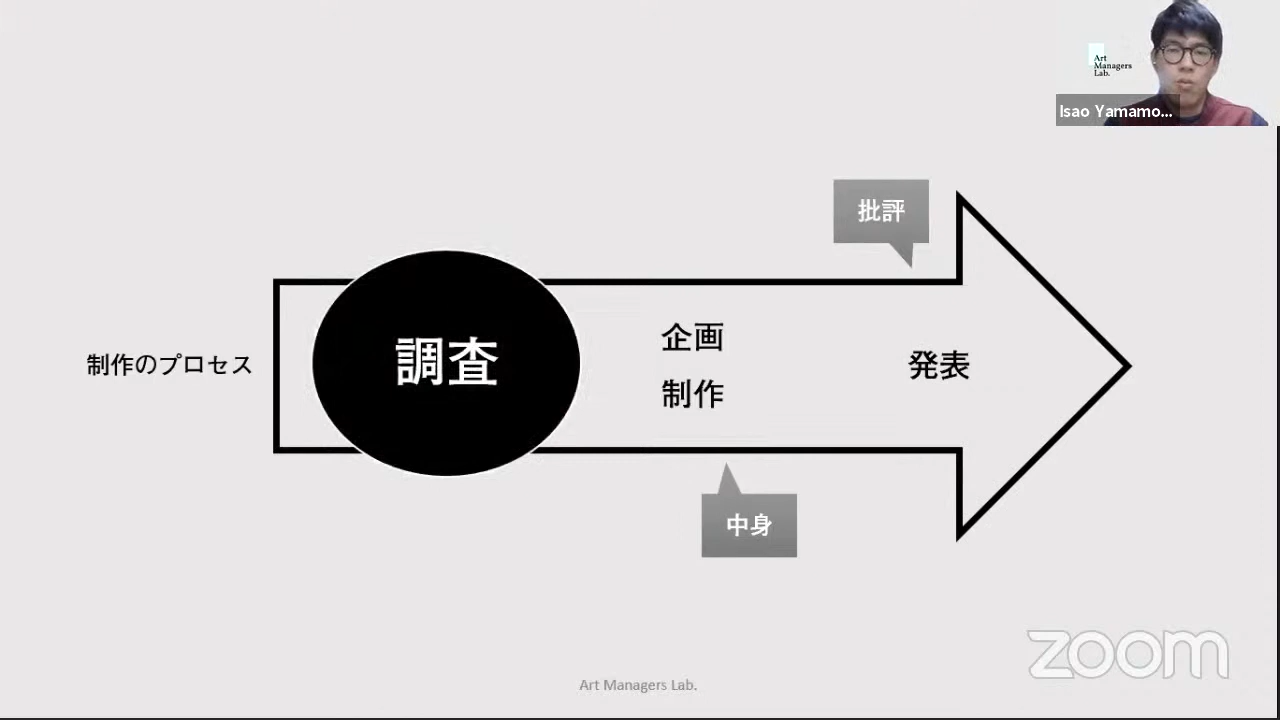 Art
Managers
Lab.
Isao Yamamo...
批評
制作のプロセス
調査
企画
制作
発表
中身
zoom
Art Managers Lab.